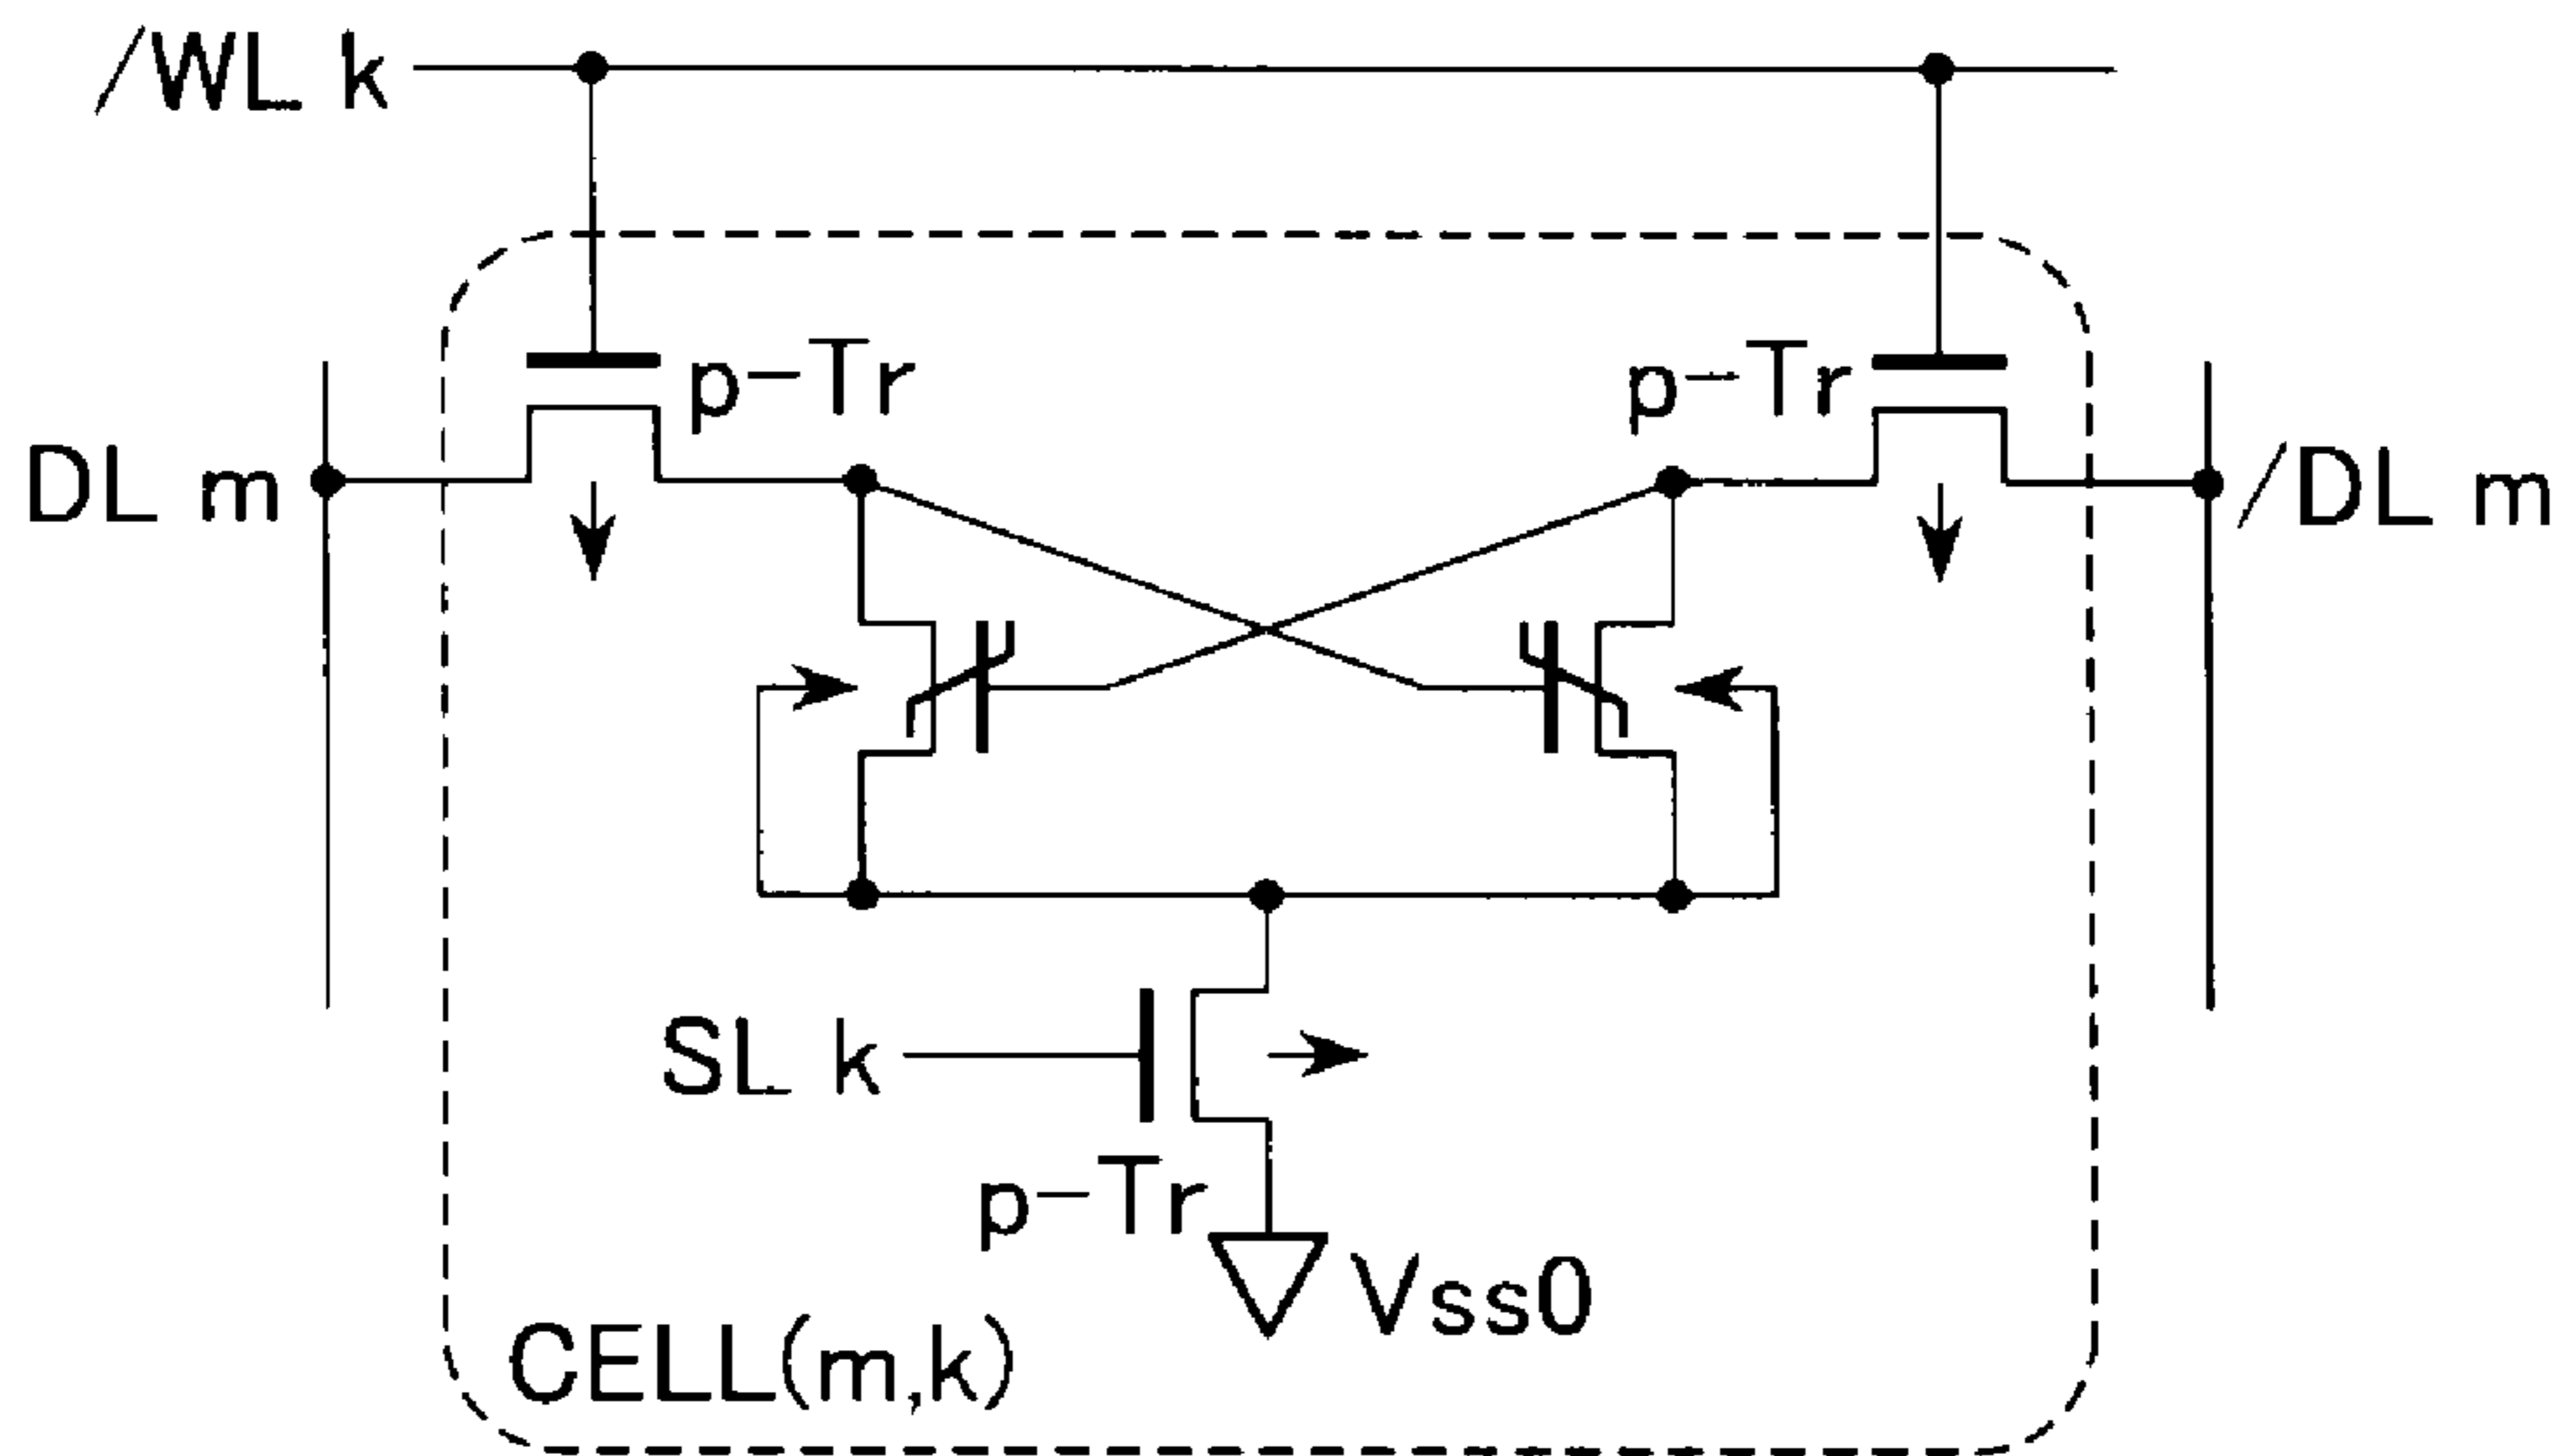 /WL k
p-Tr
p-Tr
DL m
/DL m
SL k
p-Tr
Vss0
CELL(m,k)